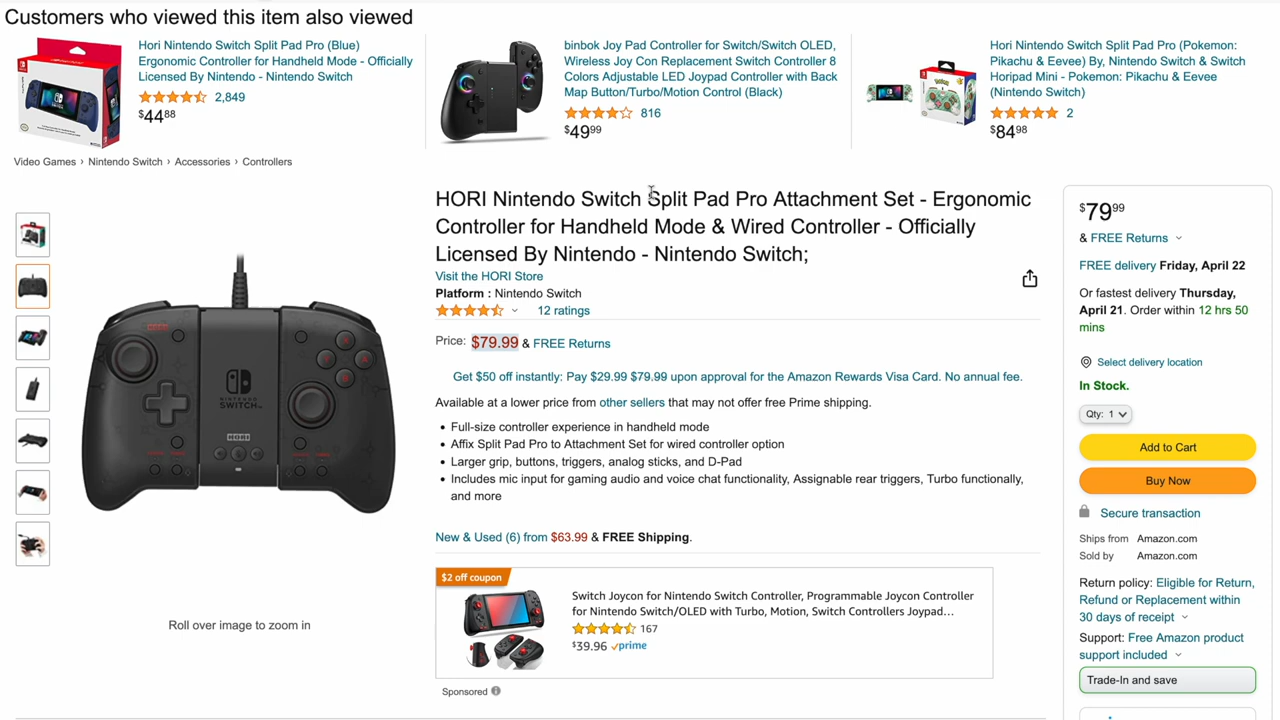 Customers who viewed this item also viewed
Hori Nintendo Switch Split Pad Pro (Blue)
Ergonomic Controller for Handheld Mode - Officially
Licensed By Nintendo - Nintendo Switch
2,849
$44.88
binbok Joy Pad Controller for Switch/Switch OLED,
Wireless Joy Con Replacement Switch Controller 8
Colors Adjustable LED Joypad Controller with Back
Map Button/Turbo/Motion Control (Black)
816
$49.99
Hori Nintendo Switch Split Pad Pro (Pokemon:
Pikachu & Eevee) By, Nintendo Switch & Switch
Horipad Mini - Pokemon: Pikachu & Eevee
(Nintendo Switch)
2
$84.98
Video Games › Nintendo Switch › Accessories › Controllers
NINTENDO
SWITCH
HORI
Roll over image to zoom in
HORI Nintendo Switch Split Pad Pro Attachment Set - Ergonomic
Controller for Handheld Mode & Wired Controller - Officially
Licensed By Nintendo - Nintendo Switch;
Visit the HORI Store
Platform : Nintendo Switch
12 ratings
Price: $79.99 & FREE Returns
Get $50 off instantly: Pay $29.99 $79.99 upon approval for the Amazon Rewards Visa Card. No annual fee.
Available at a lower price from other sellers that may not offer free Prime shipping.
• Full-size controller experience in handheld mode
• Affix Split Pad Pro to Attachment Set for wired controller option
• Larger grip, buttons, triggers, analog sticks, and D-Pad
• Includes mic input for gaming audio and voice chat functionality, Assignable rear triggers, Turbo functionality,
and more
New & Used (6) from $63.99 & FREE Shipping.
$2 off coupon
Switch Joycon for Nintendo Switch Controller, Programmable Joycon Controller
for Nintendo Switch/OLED with Turbo, Motion, Switch Controllers Joypad...
167
$39.96 prime
Sponsored
$79.99
& FREE Returns
FREE delivery Friday, April 22
Or fastest delivery Thursday,
April 21. Order within 12 hrs 50
mins
Select delivery location
In Stock.
Qty: 1
Add to Cart
Buy Now
Secure transaction
Ships from Amazon.com
Sold by Amazon.com
Return policy: Eligible for Return,
Refund or Replacement within
30 days of receipt
Support: Free Amazon product
support included
Trade-In and save